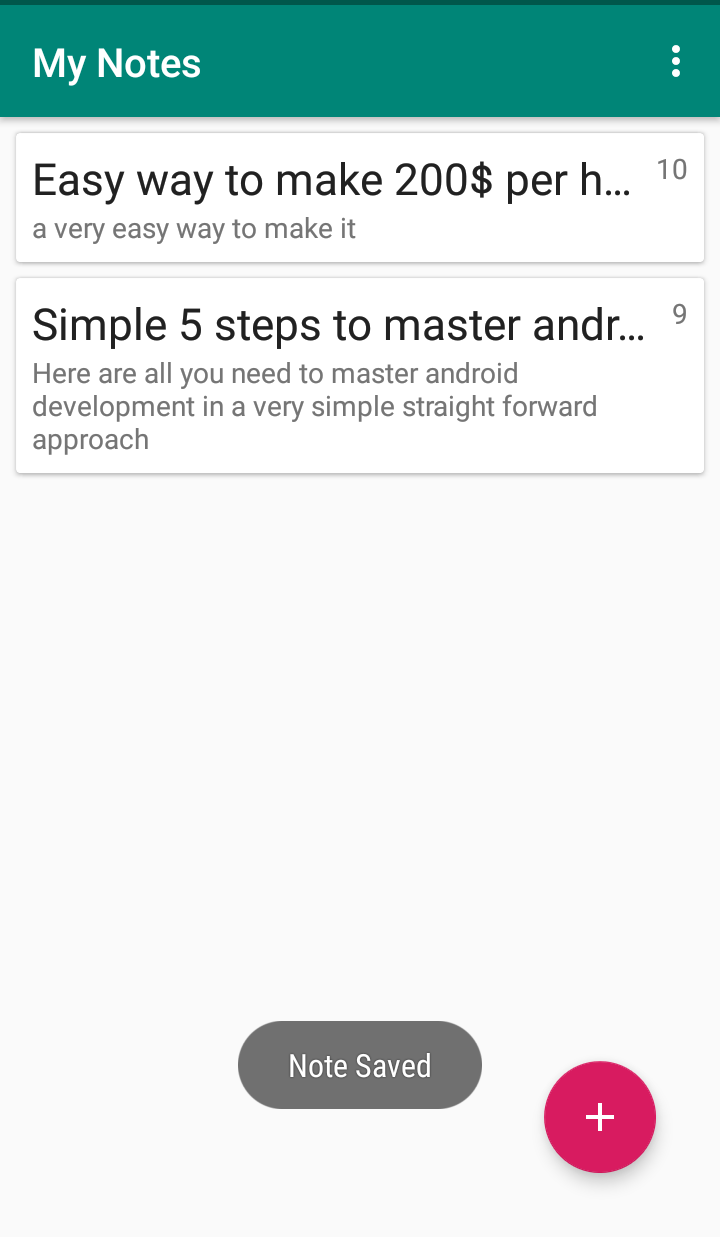 My Notes
Easy way to make 200$ per h...
10
a very easy way to make it
Simple 5 steps to master andr...
9
Here are all you need to master android
development in a very simple straight forward
approach
Note Saved
+